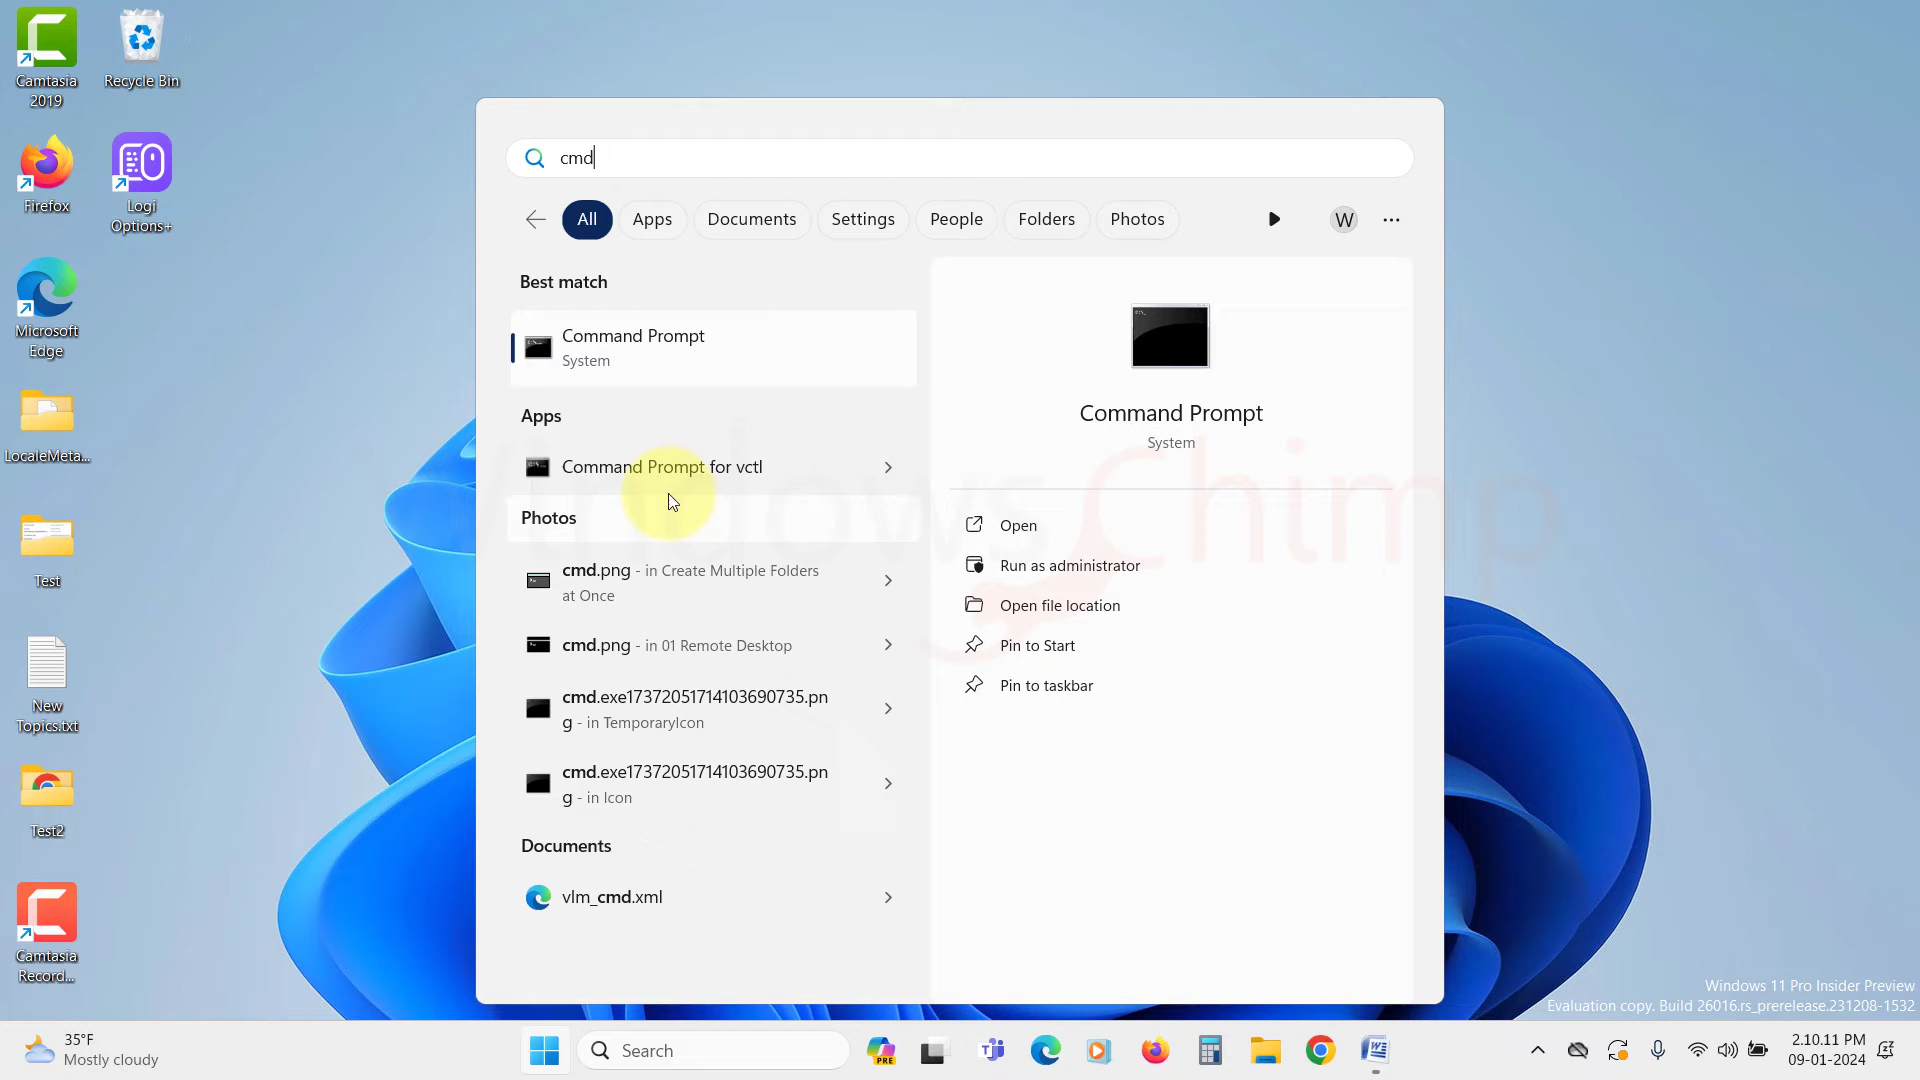 Camtasia
2019
Recycle Bin
Firefox
Logi
Options+
Microsoft
Edge
LocaleMeta...
Test
New
Topics.txt
Test2
Camtasia
Record...
cmd
All
Apps
Documents
Settings
People
Folders
Photos
W
Best match
Command Prompt
System
Apps
Command Prompt for vctl
Photos
cmd.png - in Create Multiple Folders
at Once
cmd.png - in 01 Remote Desktop
cmd.exe17372051714103690735.pn
g - in TemporaryIcon
cmd.exe17372051714103690735.pn
g - in Icon
Documents
vlm_cmd.xml
Command Prompt
System
Open
Run as administrator
Open file location
Pin to Start
Pin to taskbar
WindowsChimp
Windows 11 Pro Insider Preview
Evaluation copy. Build 26016.rs_prerelease.231208-1532
35°F
Mostly cloudy
Search
PRE
2.10.11 PM
09-01-2024